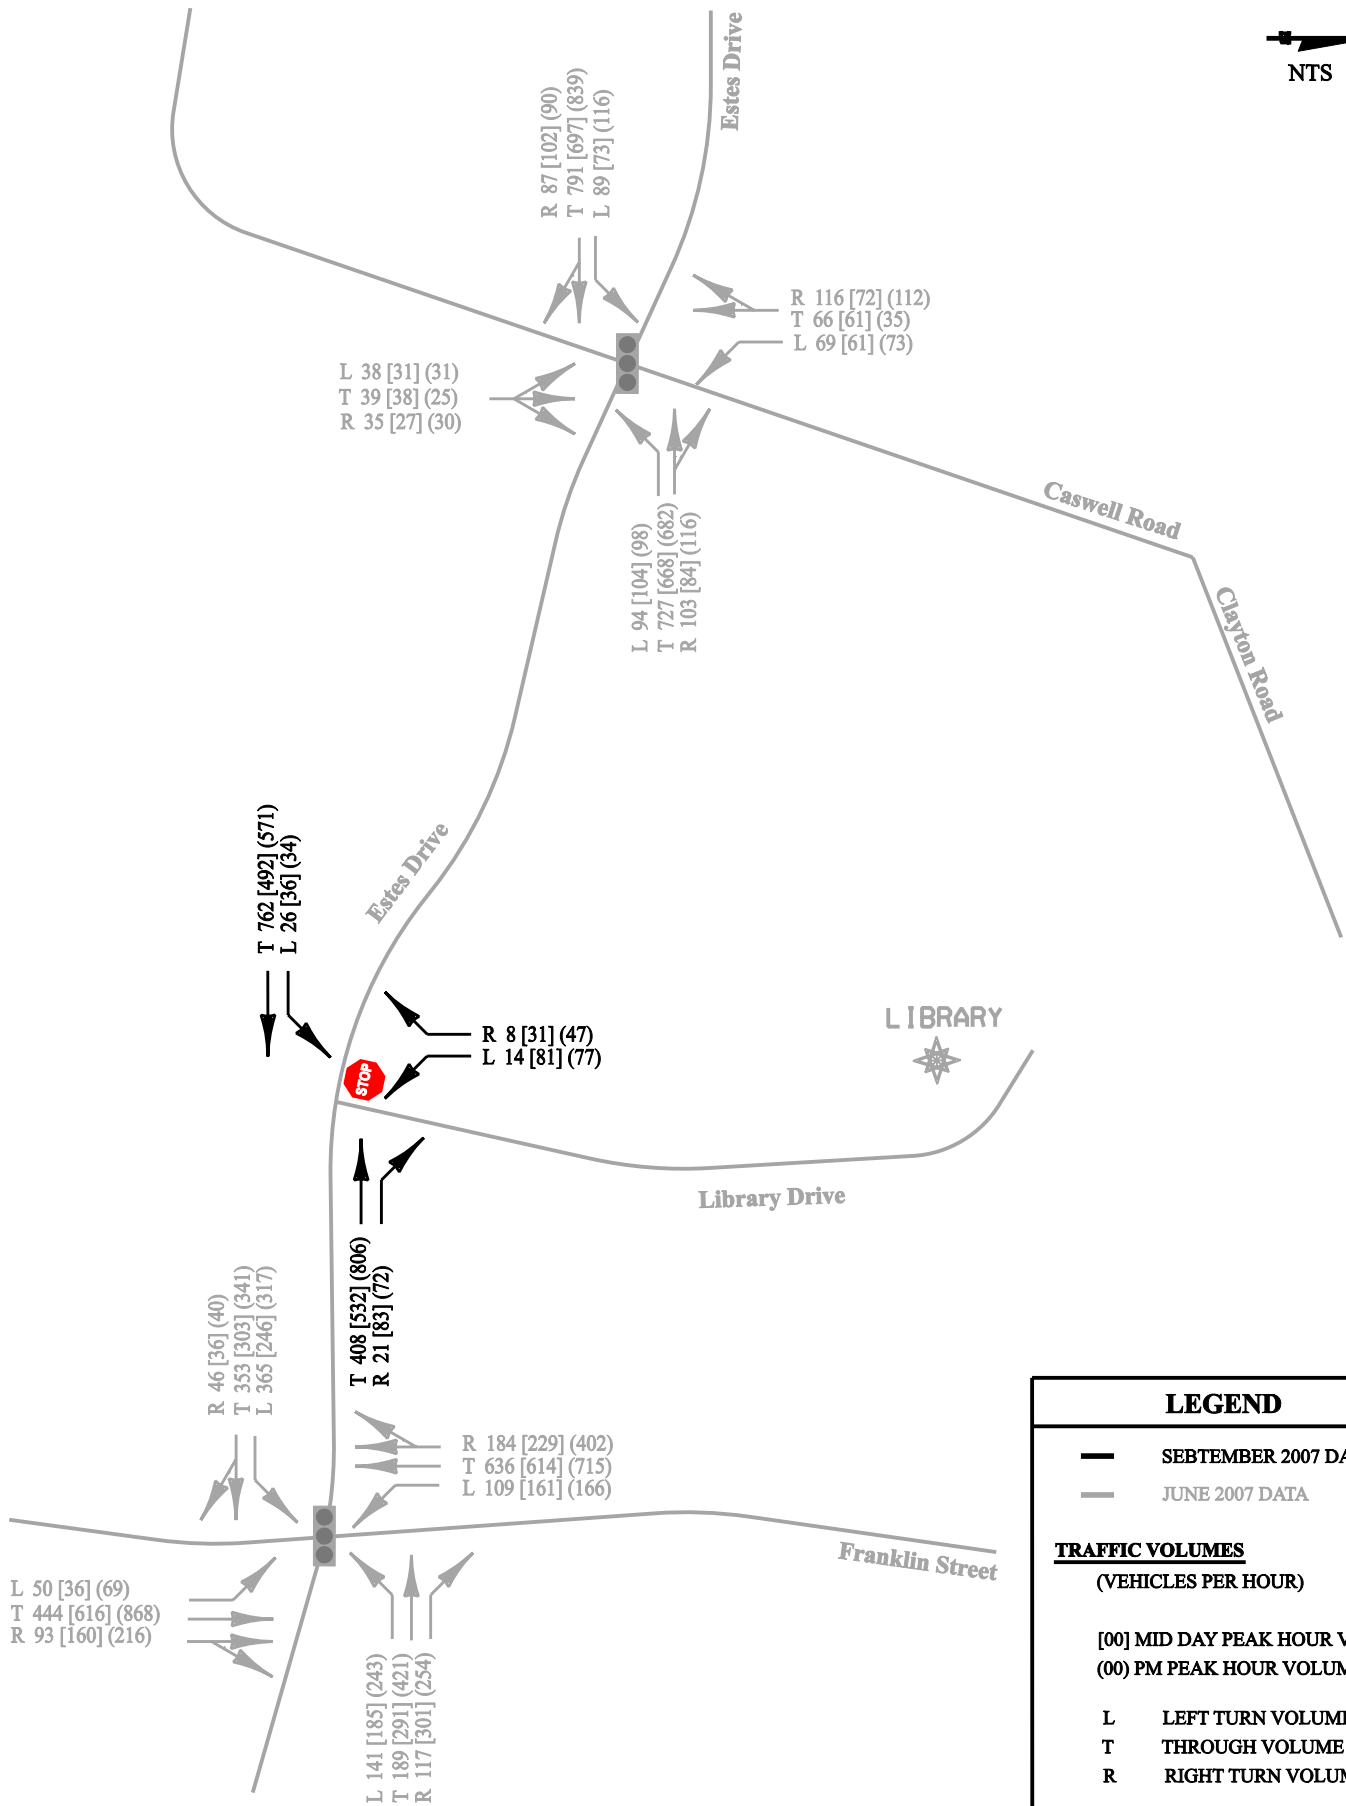 Estes Drive
NTS
R 87 [102] (90)
T 791 [697] (839)
L 89 [73] (116)
R 116 [72] (112)
T 66 [61] (35)
L 69 [61] (73)
L 38 [31] (31)
T 39 [38] (25)
R 35 [27] (30)
L 94 [104] (98)
T 727 [668] (682)
R 103 [84] (116)
Caswell Road
Clayton Road
T 762 [492] (571)
L 26 [36] (34)
Estes Drive
R 8 [31] (47)
L 14 [81] (77)
STOP
LIBRARY
Library Drive
T 408 [532] (806)
R 21 [83] (72)
R 46 [36] (40)
T 353 [303] (341)
L 365 [246] (317)
R 184 [229] (402)
T 636 [614] (715)
L 109 [161] (166)
Franklin Street
L 50 [36] (69)
T 444 [616] (868)
R 93 [160] (216)
L 141 [185] (243)
T 189 [291] (421)
R 117 [301] (254)
LEGEND
SEBTEMBER 2007 DA
JUNE 2007 DATA
TRAFFIC VOLUMES
(VEHICLES PER HOUR)
[00] MID DAY PEAK HOUR V
(00) PM PEAK HOUR VOLUM
L LEFT TURN VOLUM
T THROUGH VOLUME
R RIGHT TURN VOLUM